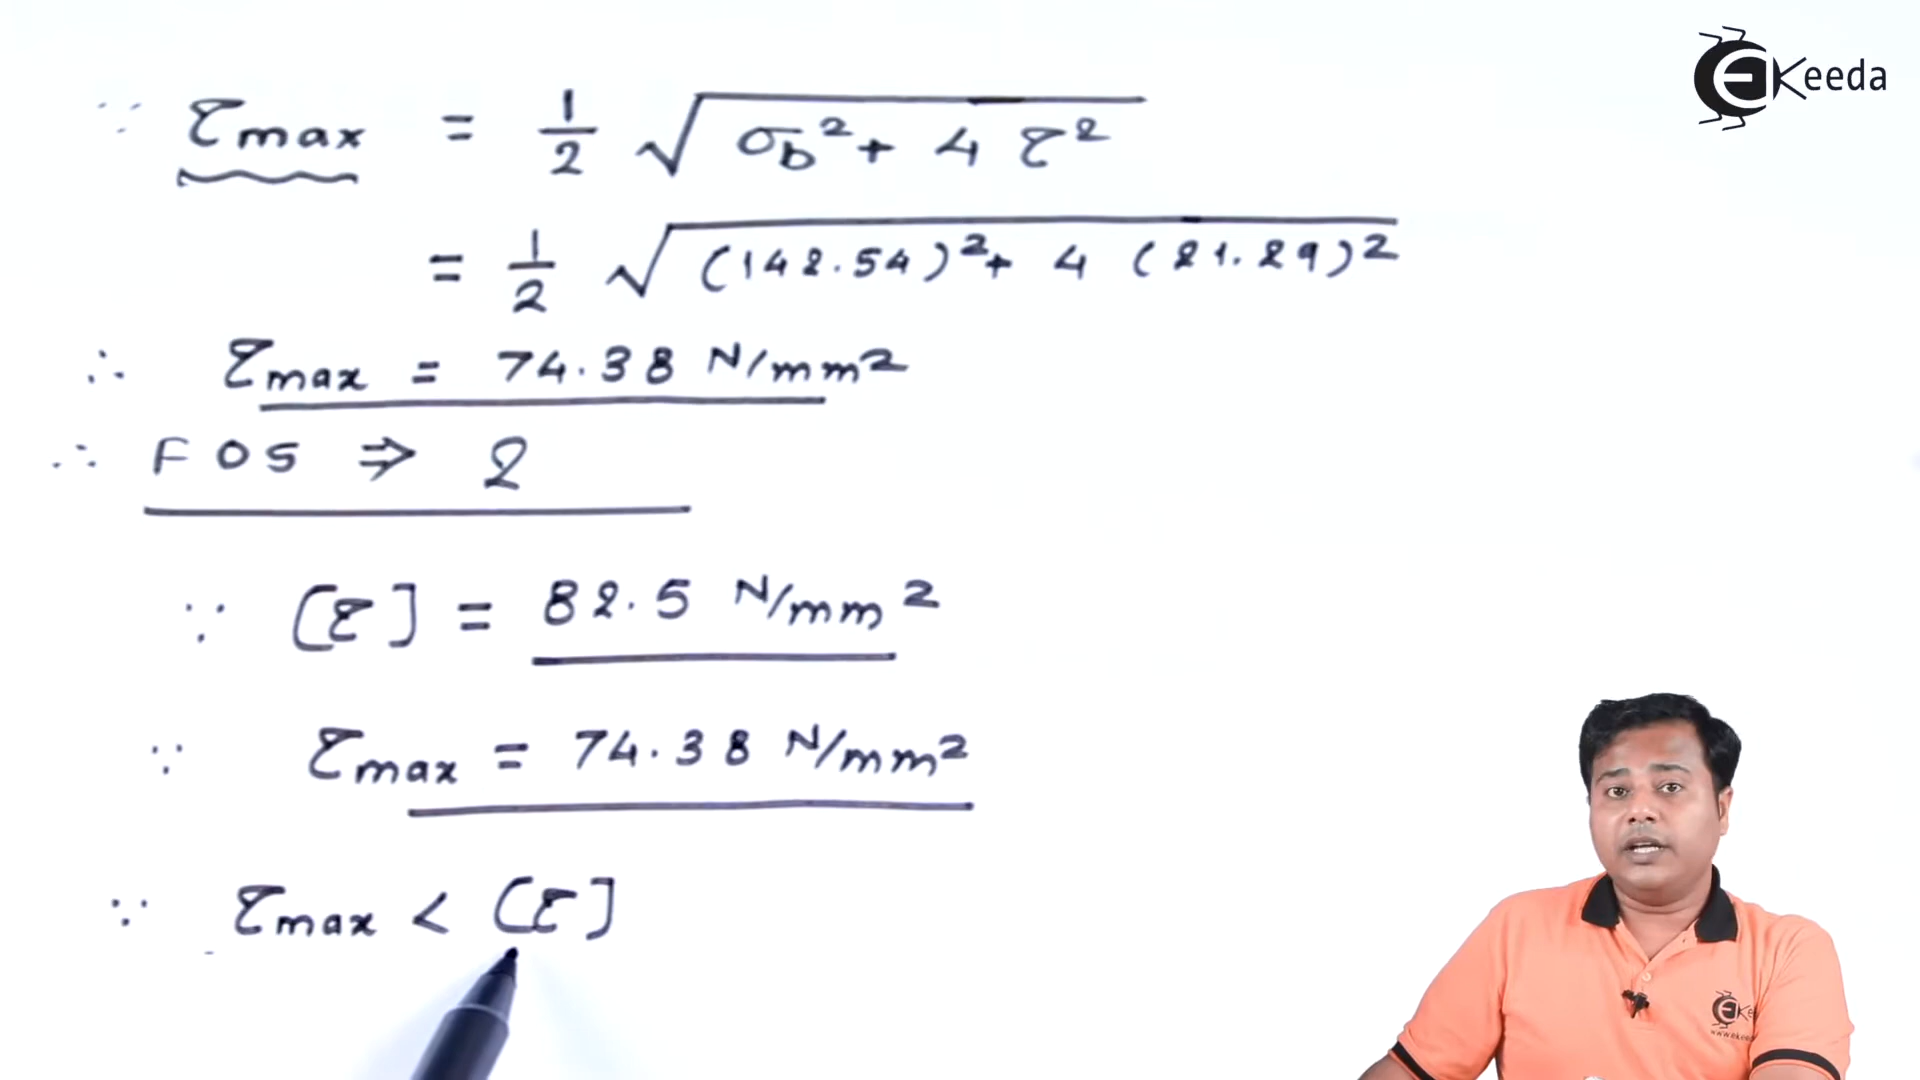 ∵ τmax = 1/2 √(σb² + 4 τ²)
= 1/2 √((142.54)² + 4 (21.29)²)
∴ τmax = 74.38 N/mm²
∴ FOS ⇒ 2
∵ [τ] = 82.5 N/mm²
∵ τmax = 74.38 N/mm²
∵ τmax < [τ]
EKeeda